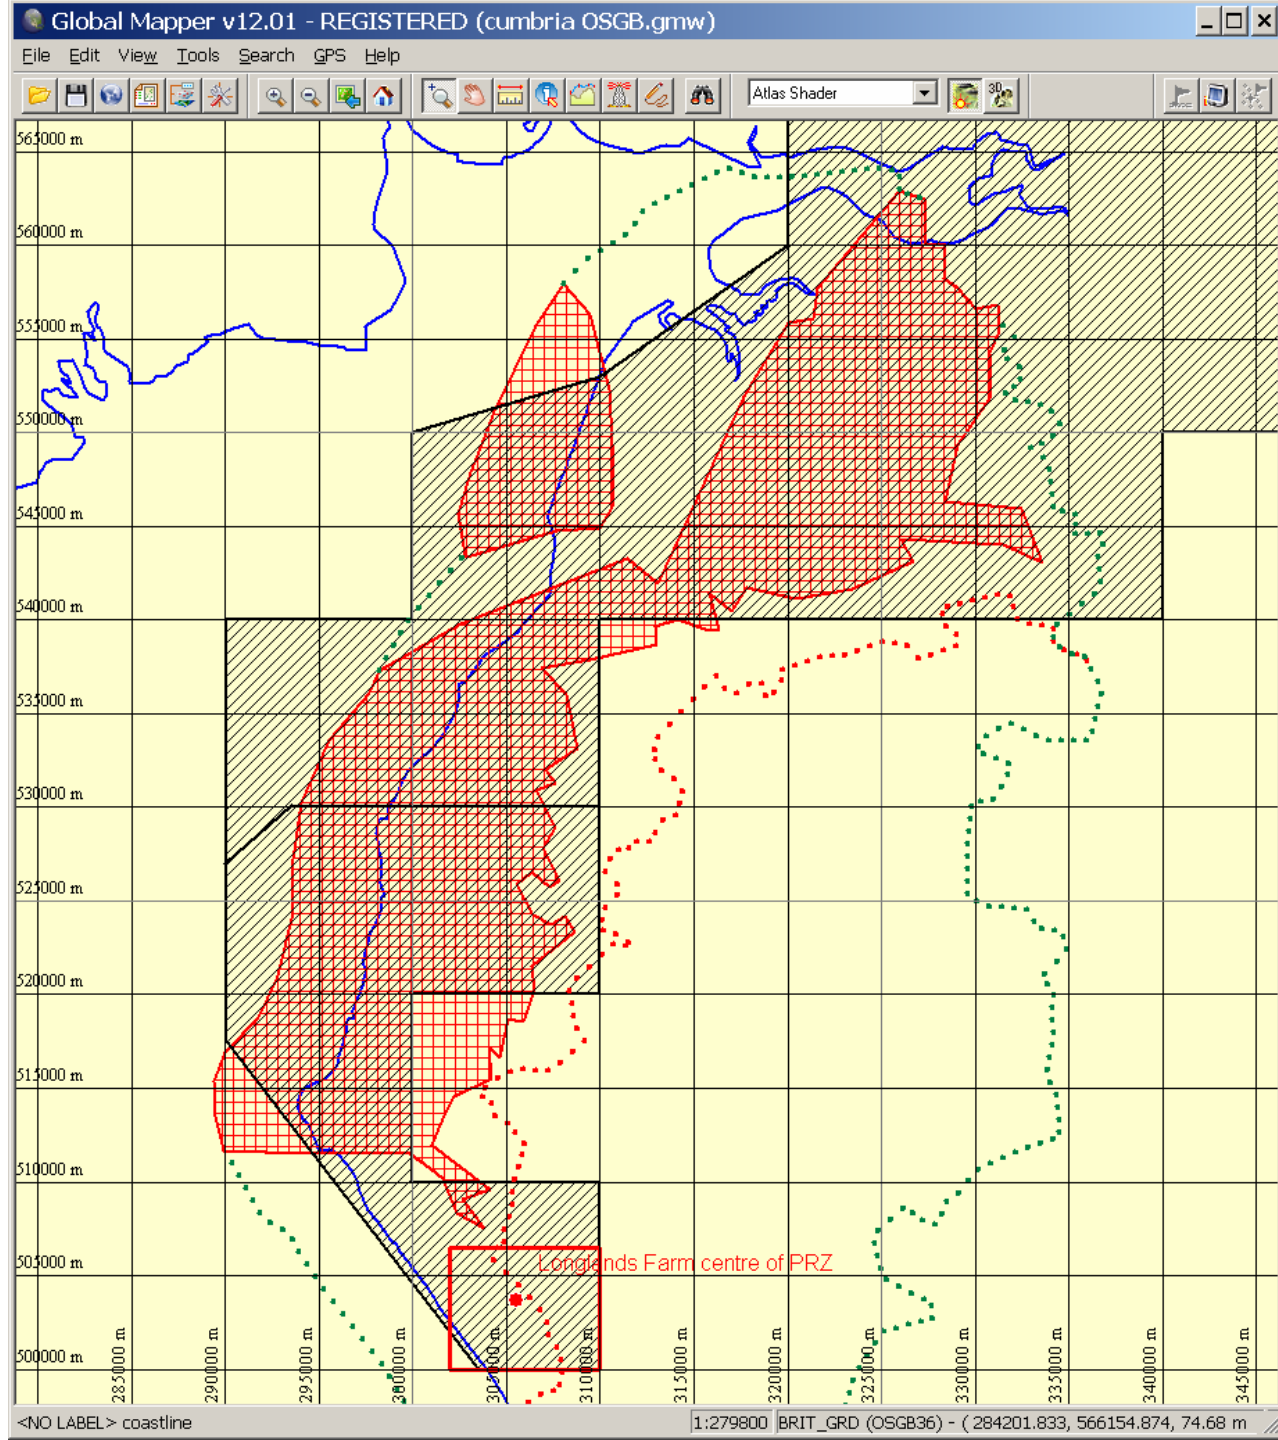 Global Mapper v12.01 - REGISTERED (cumbria OSGB.gmw)
File Edit View Tools Search GPS Help
Atlas Shader
3D
565000 m
560000 m
555000 m
550000 m
545000 m
540000 m
535000 m
530000 m
525000 m
520000 m
515000 m
510000 m
505000 m
Longlands Farm centre of PRZ
500000 m
285000 m
290000 m
295000 m
300000 m
305000 m
310000 m
315000 m
320000 m
325000 m
330000 m
335000 m
340000 m
345000 m
<NO LABEL> coastline
1:279800 BRIT_GRD (OSGB36) - ( 284201.833, 566154.874, 74.68 m